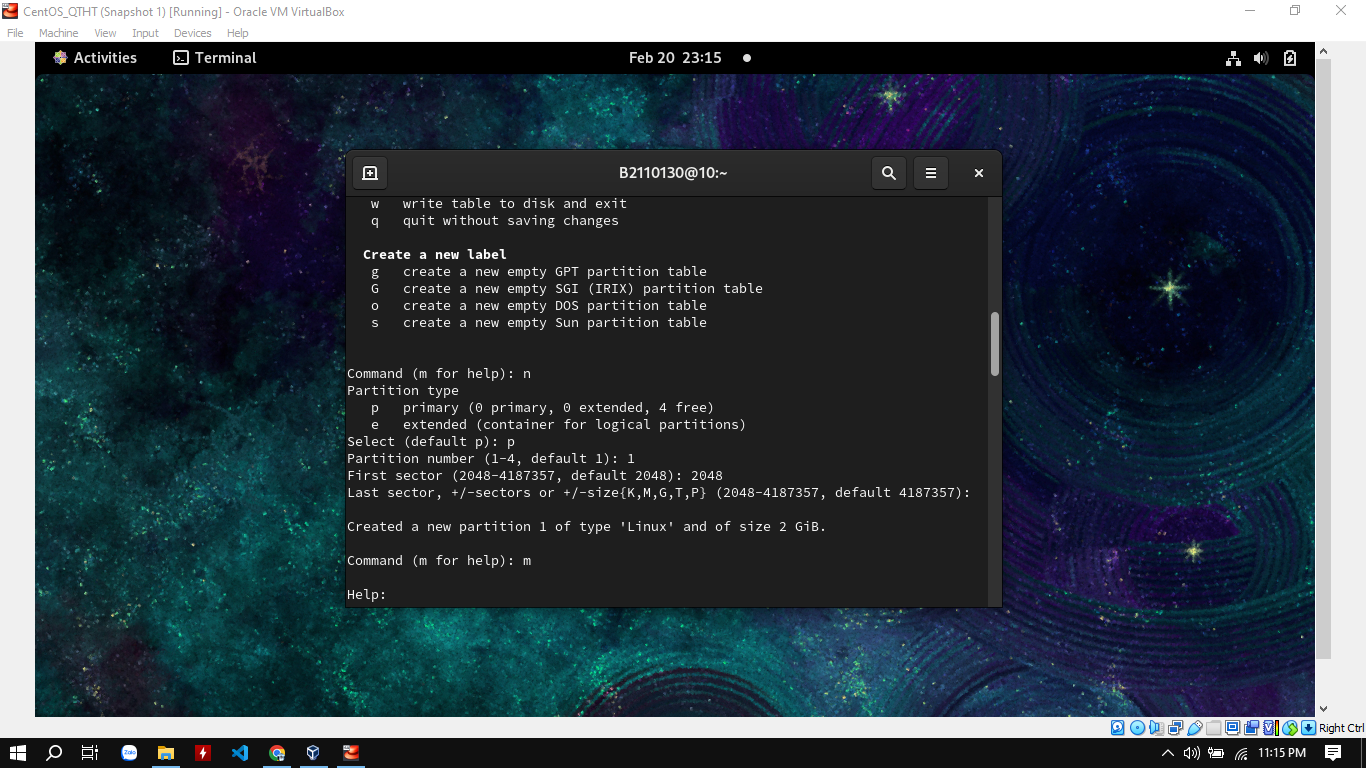 CentOS_QTHT (Snapshot 1) [Running] - Oracle VM VirtualBox
File Machine View Input Devices Help
Activities Terminal Feb 20 23:15
B2110130@10:~
w write table to disk and exit
q quit without saving changes
Create a new label
g create a new empty GPT partition table
G create a new empty SGI (IRIX) partition table
o create a new empty DOS partition table
s create a new empty Sun partition table
Command (m for help): n
Partition type
p primary (0 primary, 0 extended, 4 free)
e extended (container for logical partitions)
Select (default p): p
Partition number (1-4, default 1): 1
First sector (2048-4187357, default 2048): 2048
Last sector, +/-sectors or +/-size{K,M,G,T,P} (2048-4187357, default 4187357):
Created a new partition 1 of type 'Linux' and of size 2 GiB.
Command (m for help): m
Help:
Right Ctrl
Zalo
11:15 PM